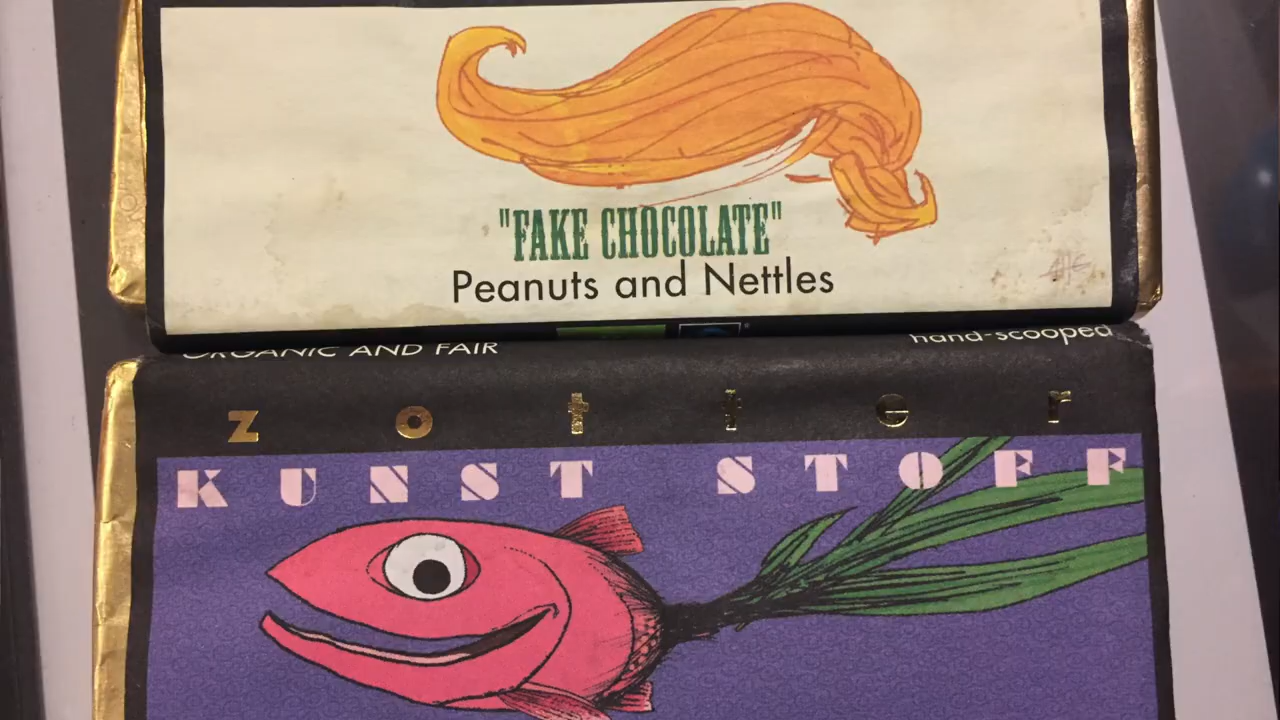 "FAKE CHOCOLATE"
Peanuts and Nettles
ORGANIC AND FAIR
hand-scooped
zotter
KUNST STOFF